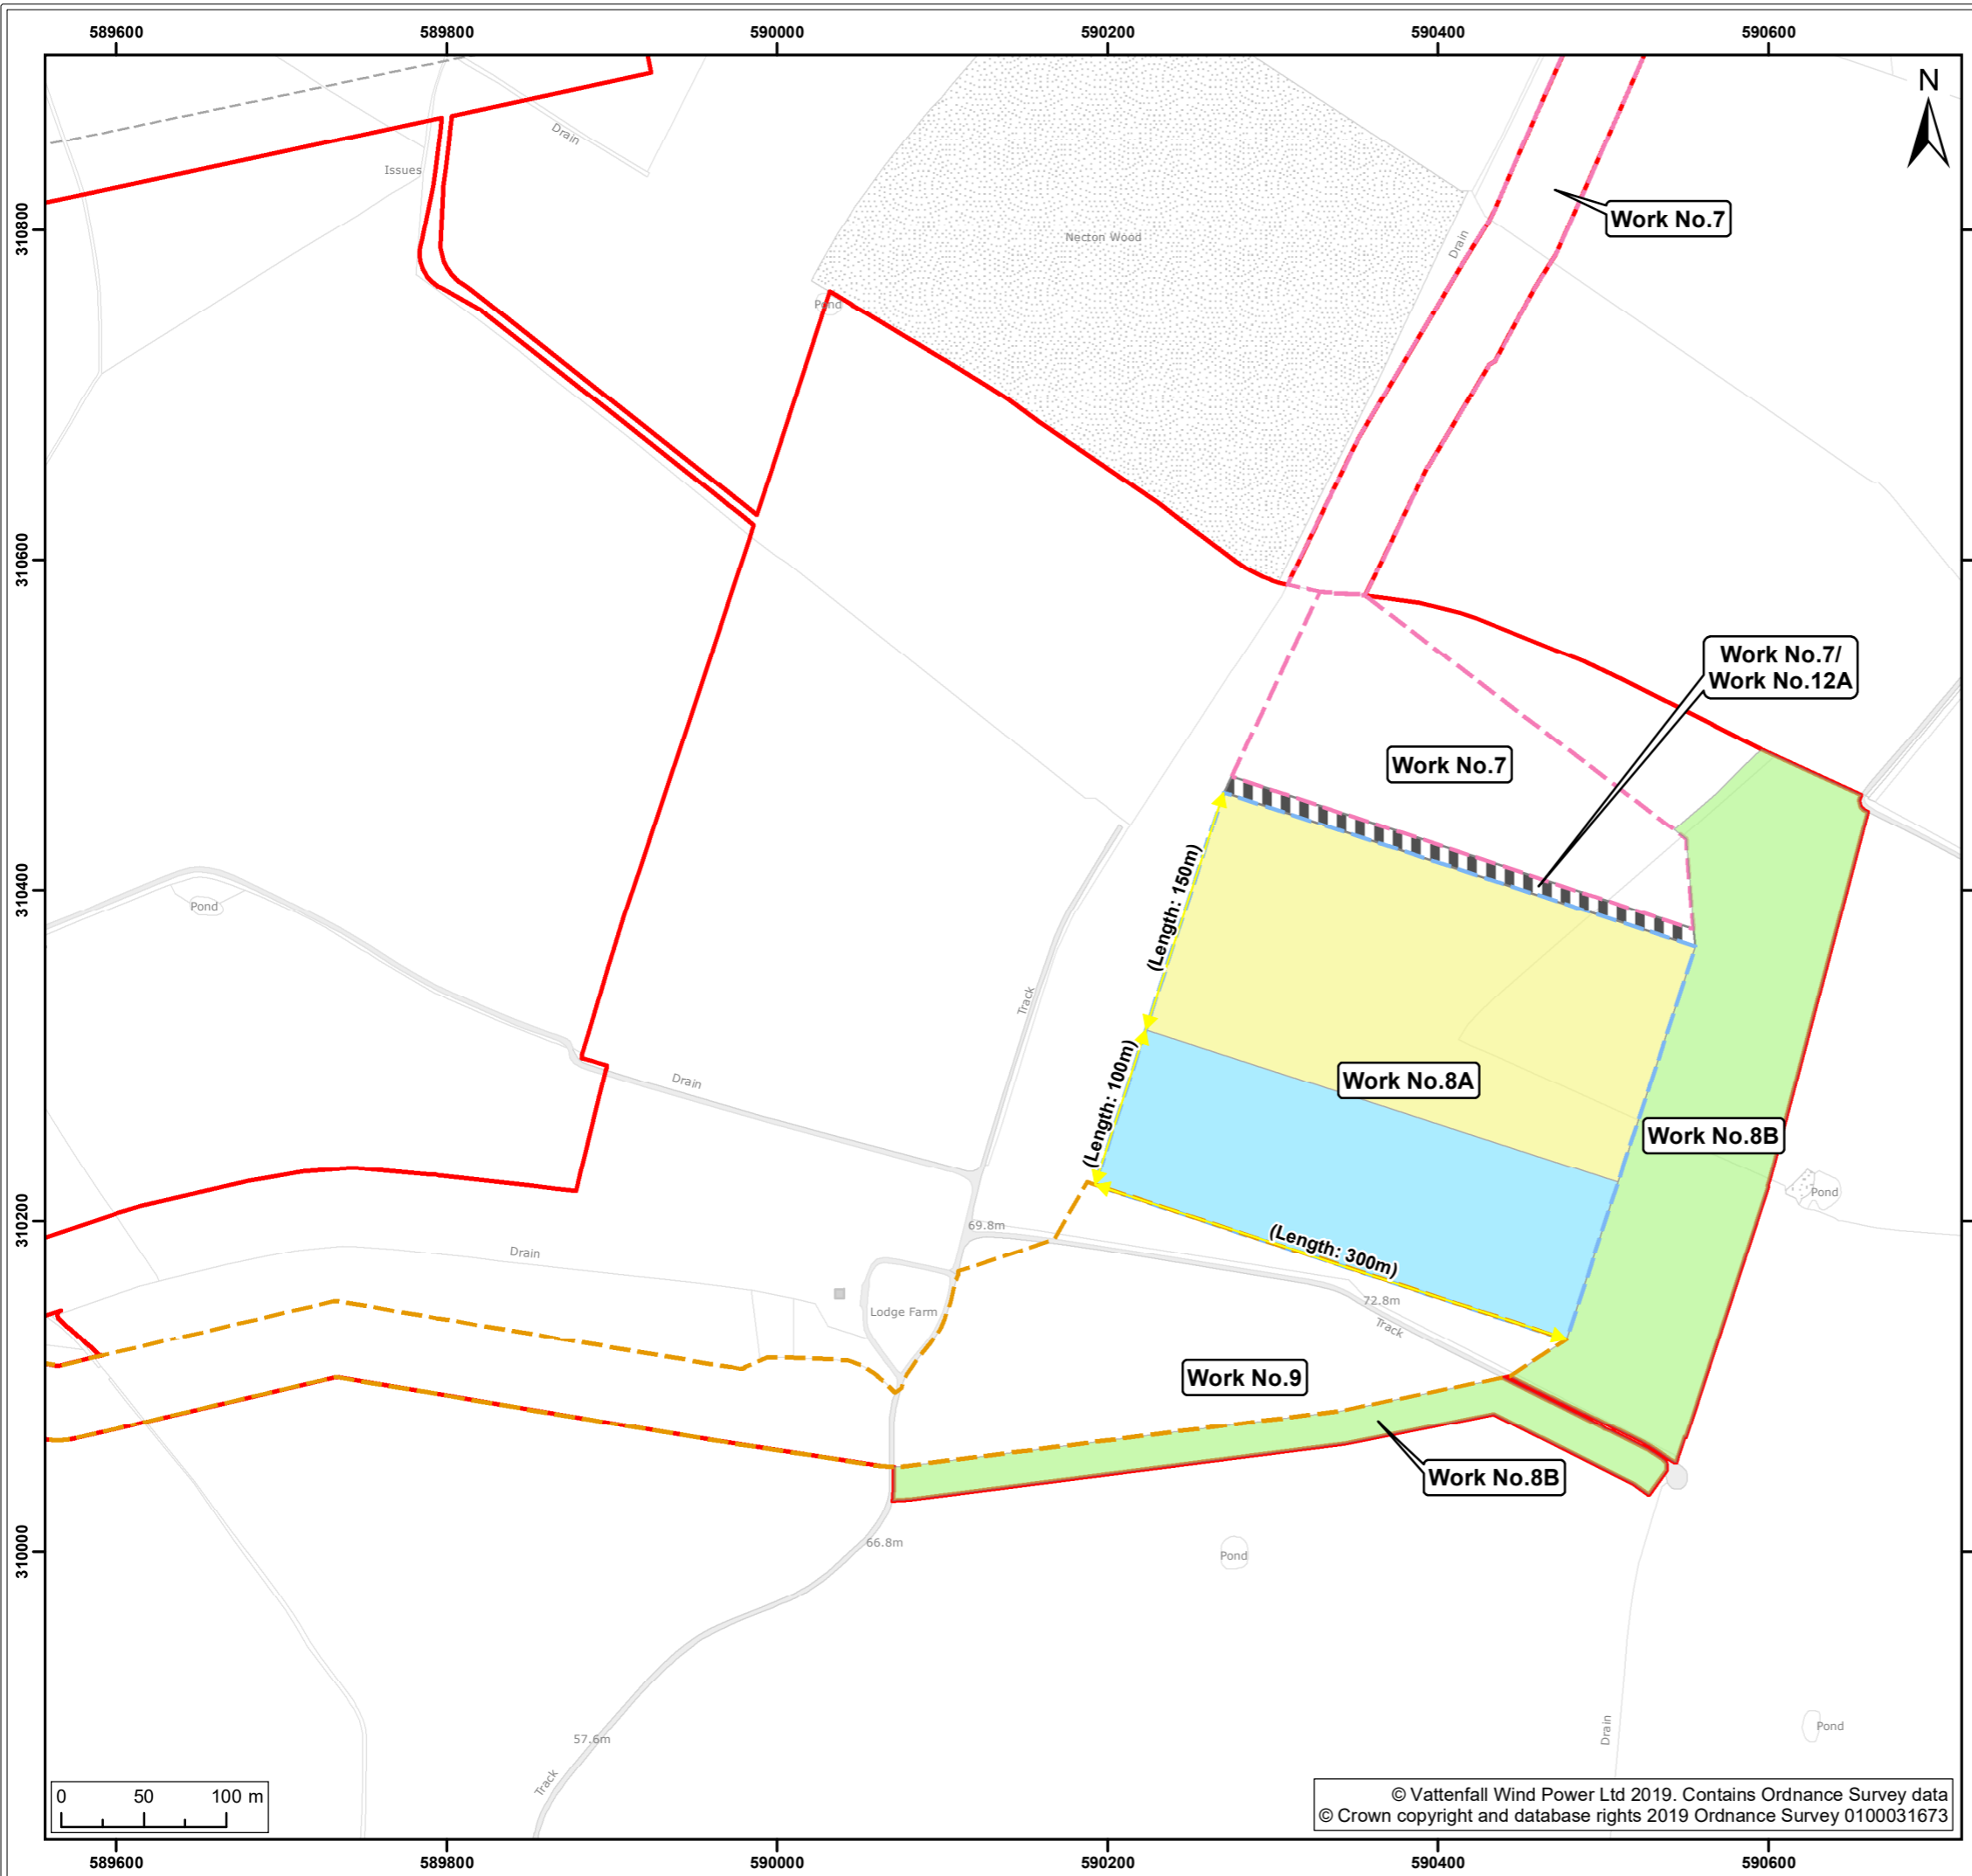 589600 589800 590000 590200 590400 590600
N
Drain
Issues
310800
Work No.7
Necton Wood
Drain
Pond
310600
Work No.7/
Work No.12A
Work No.7
310400
Pond
(Length: 150m)
Track
Drain
(Length: 100m)
Work No.8A
Work No.8B
Pond
310200
69.8m
Drain
(Length: 300m)
72.8m
Lodge Farm
Track
Work No.9
Work No.8B
310000
66.8m
Pond
57.6m
Drain
Pond
Track
0 50 100 m
© Vattenfall Wind Power Ltd 2019. Contains Ordnance Survey data
© Crown copyright and database rights 2019 Ordnance Survey 0100031673
589600 589800 590000 590200 590400 590600